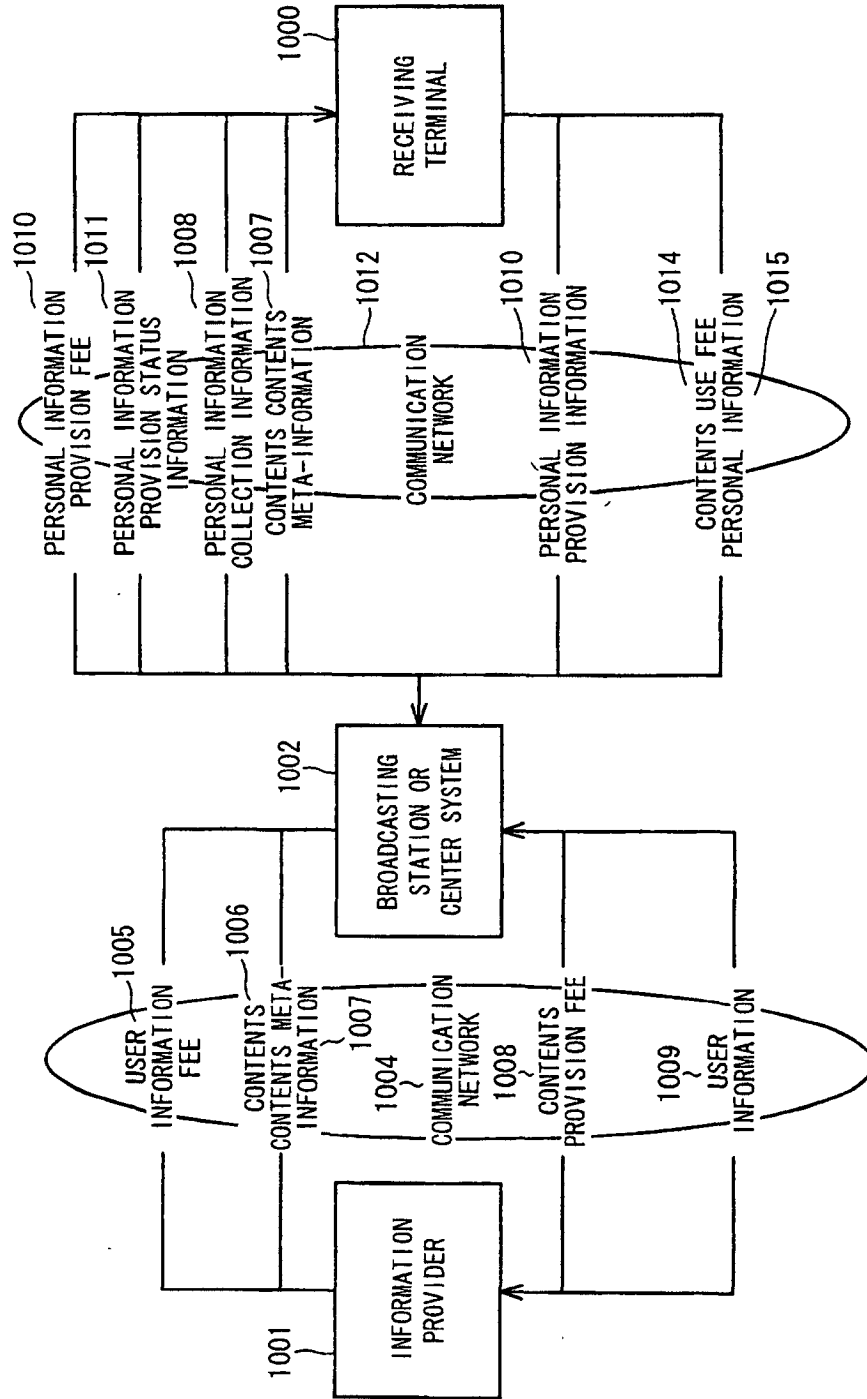 1001
INFORMATION
PROVIDER
1005
USER
INFORMATION
FEE
1006
CONTENTS
CONTENTS META-
INFORMATION
1007
1004
COMMUNICATION
NETWORK
1008
CONTENTS
PROVISION FEE
1009
USER
INFORMATION
1002
BROADCASTING
STATION OR
CENTER SYSTEM
1010
PERSONAL INFORMATION
PROVISION FEE
1011
PERSONAL INFORMATION
PROVISION STATUS
INFORMATION
1008
PERSONAL INFORMATION
COLLECTION INFORMATION
1007
CONTENTS CONTENTS
META-INFORMATION
1012
COMMUNICATION
NETWORK
1010
PERSONAL INFORMATION
PROVISION INFORMATION
1014
CONTENTS USE FEE
PERSONAL INFORMATION
1015
1000
RECEIVING
TERMINAL